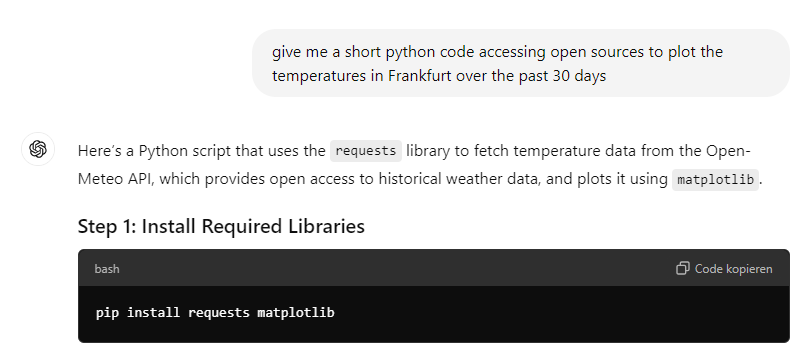 give me a short python code accessing open sources to plot the
temperatures in Frankfurt over the past 30 days
Here's a Python script that uses the requests library to fetch temperature data from the Open-
Meteo API, which provides open access to historical weather data, and plots it using matplotlib.
Step 1: Install Required Libraries
bash Code kopieren
pip install requests matplotlib